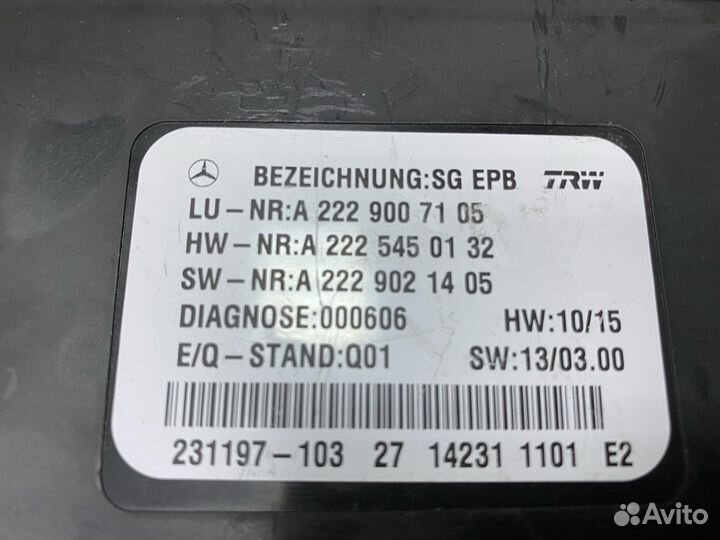 BEZEICHNUNG:SG EPB TRW
LU-NR:A 222 900 71 05
HW-NR:A 222 545 01 32
SW-NR:A 222 902 14 05
DIAGNOSE:000606 HW:10/15
E/Q-STAND:Q01 SW:13/03.00
231197-103 27 14231 1101 E2
Avito